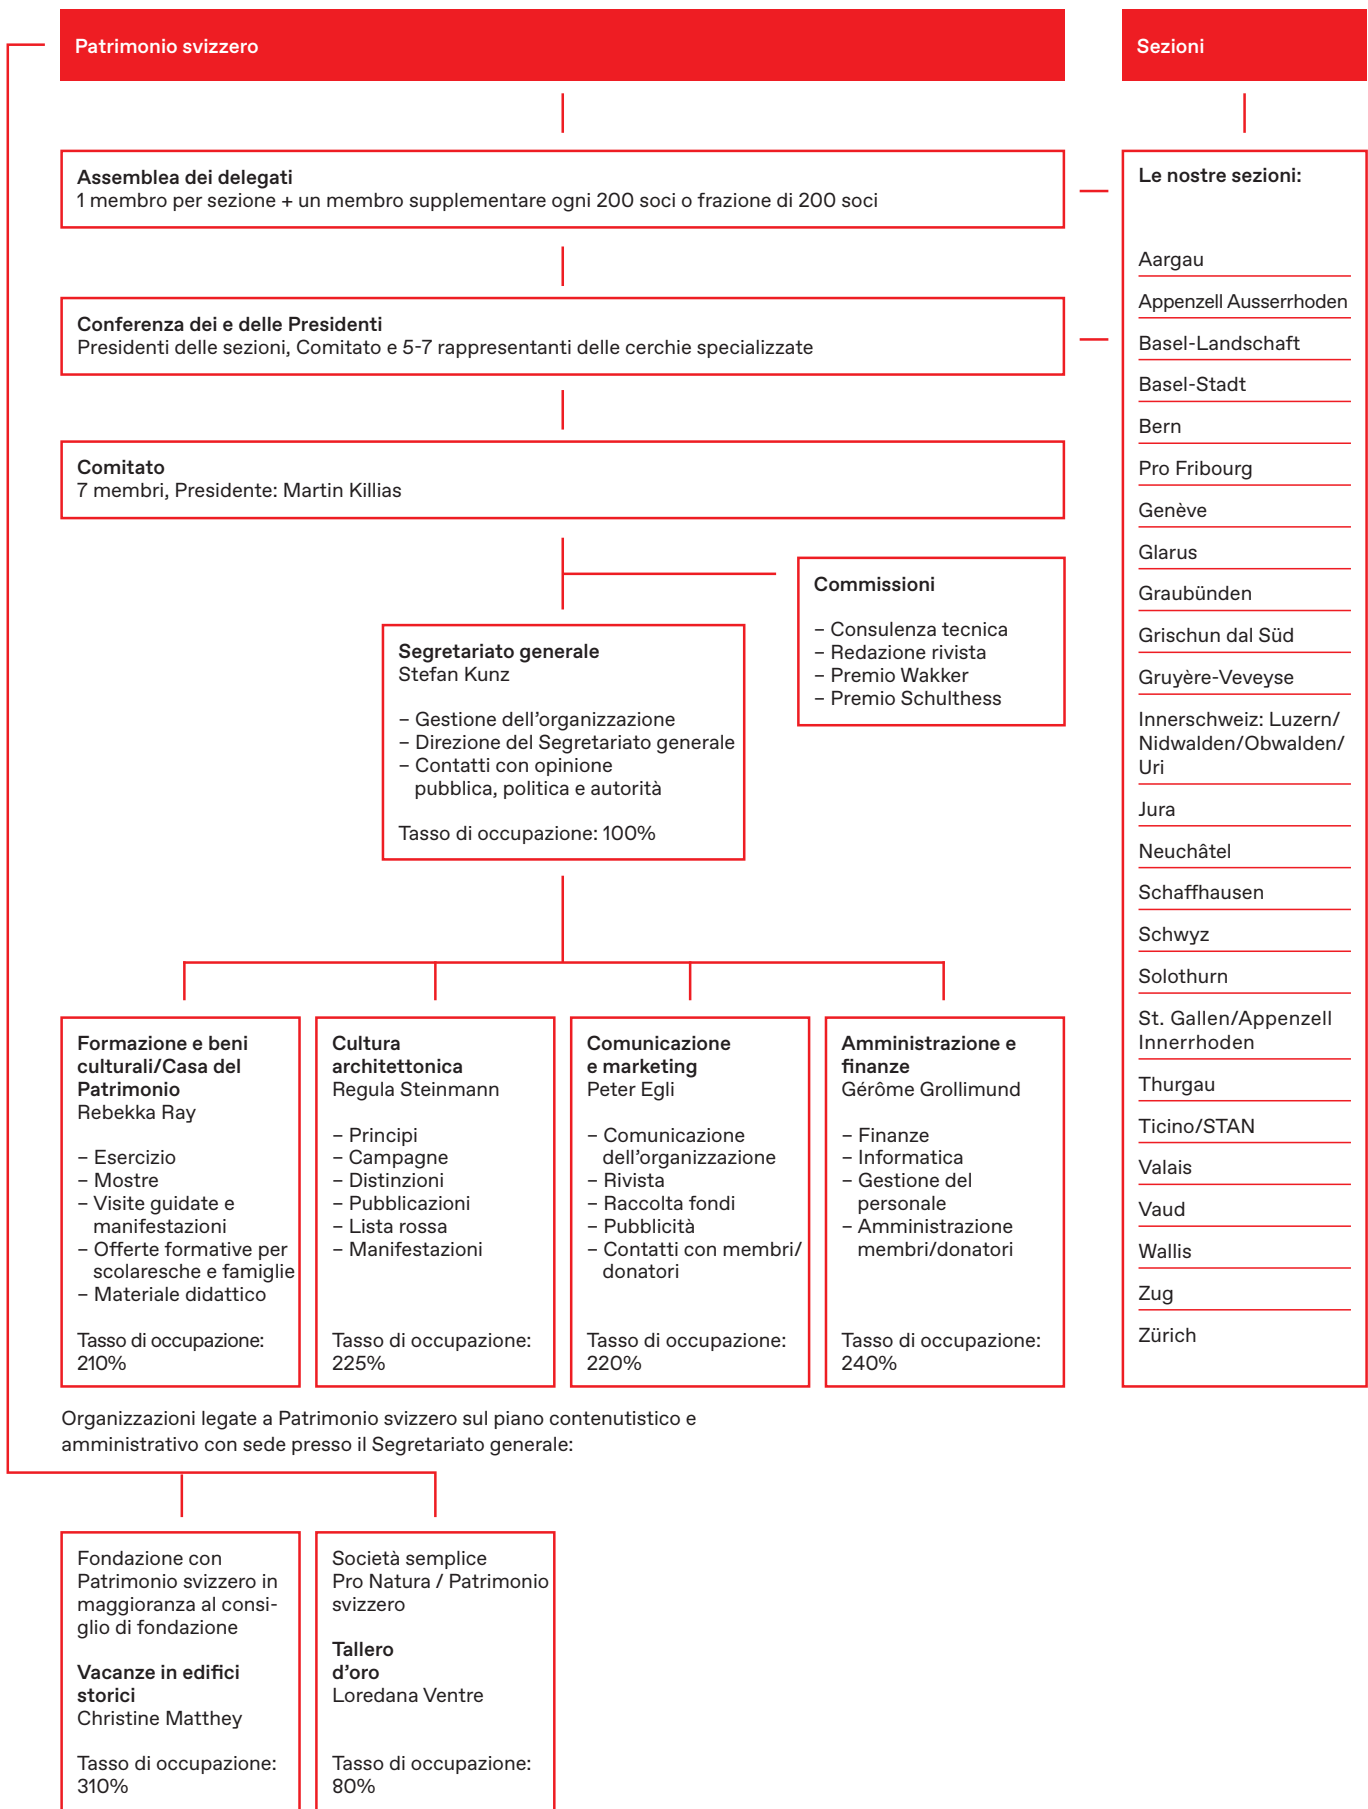 Patrimonio svizzero
Assemblea dei delegati
1 membro per sezione + un membro supplementare ogni 200 soci o frazione di 200 soci
Conferenza dei e delle Presidenti
Presidenti delle sezioni, Comitato e 5-7 rappresentanti delle cerchie specializzate
Comitato
7 membri, Presidente: Martin Killias
Commissioni
– Consulenza tecnica
– Redazione rivista
– Premio Wakker
– Premio Schulthess
Segretariato generale
Stefan Kunz
– Gestione dell'organizzazione
– Direzione del Segretariato generale
– Contatti con opinione
pubblica, politica e autorità
Tasso di occupazione: 100%
Formazione e beni
culturali/Casa del
Patrimonio
Rebekka Ray
– Esercizio
– Mostre
– Visite guidate e
manifestazioni
– Offerte formative per
scolaresche e famiglie
– Materiale didattico
Tasso di occupazione:
210%
Cultura
architettonica
Regula Steinmann
– Principi
– Campagne
– Distinzioni
– Pubblicazioni
– Lista rossa
– Manifestazioni
Tasso di occupazione:
225%
Comunicazione
e marketing
Peter Egli
– Comunicazione
dell'organizzazione
– Rivista
– Raccolta fondi
– Pubblicità
– Contatti con membri/
donatori
Tasso di occupazione:
220%
Amministrazione e
finanze
Gérôme Grollimund
– Finanze
– Informatica
– Gestione del
personale
– Amministrazione
membri/donatori
Tasso di occupazione:
240%
Organizzazioni legate a Patrimonio svizzero sul piano contenutistico e
amministrativo con sede presso il Segretariato generale:
Fondazione con
Patrimonio svizzero in
maggioranza al consi-
glio di fondazione
Vacanze in edifici
storici
Christine Matthey
Tasso di occupazione:
310%
Società semplice
Pro Natura / Patrimonio
svizzero
Tallero
d'oro
Loredana Ventre
Tasso di occupazione:
80%
Sezioni
Le nostre sezioni:
Aargau
Appenzell Ausserrhoden
Basel-Landschaft
Basel-Stadt
Bern
Pro Fribourg
Genève
Glarus
Graubünden
Grischun dal Süd
Gruyère-Veveyse
Innerschweiz: Luzern/
Nidwalden/Obwalden/
Uri
Jura
Neuchâtel
Schaffhausen
Schwyz
Solothurn
St. Gallen/Appenzell
Innerrhoden
Thurgau
Ticino/STAN
Valais
Vaud
Wallis
Zug
Zürich